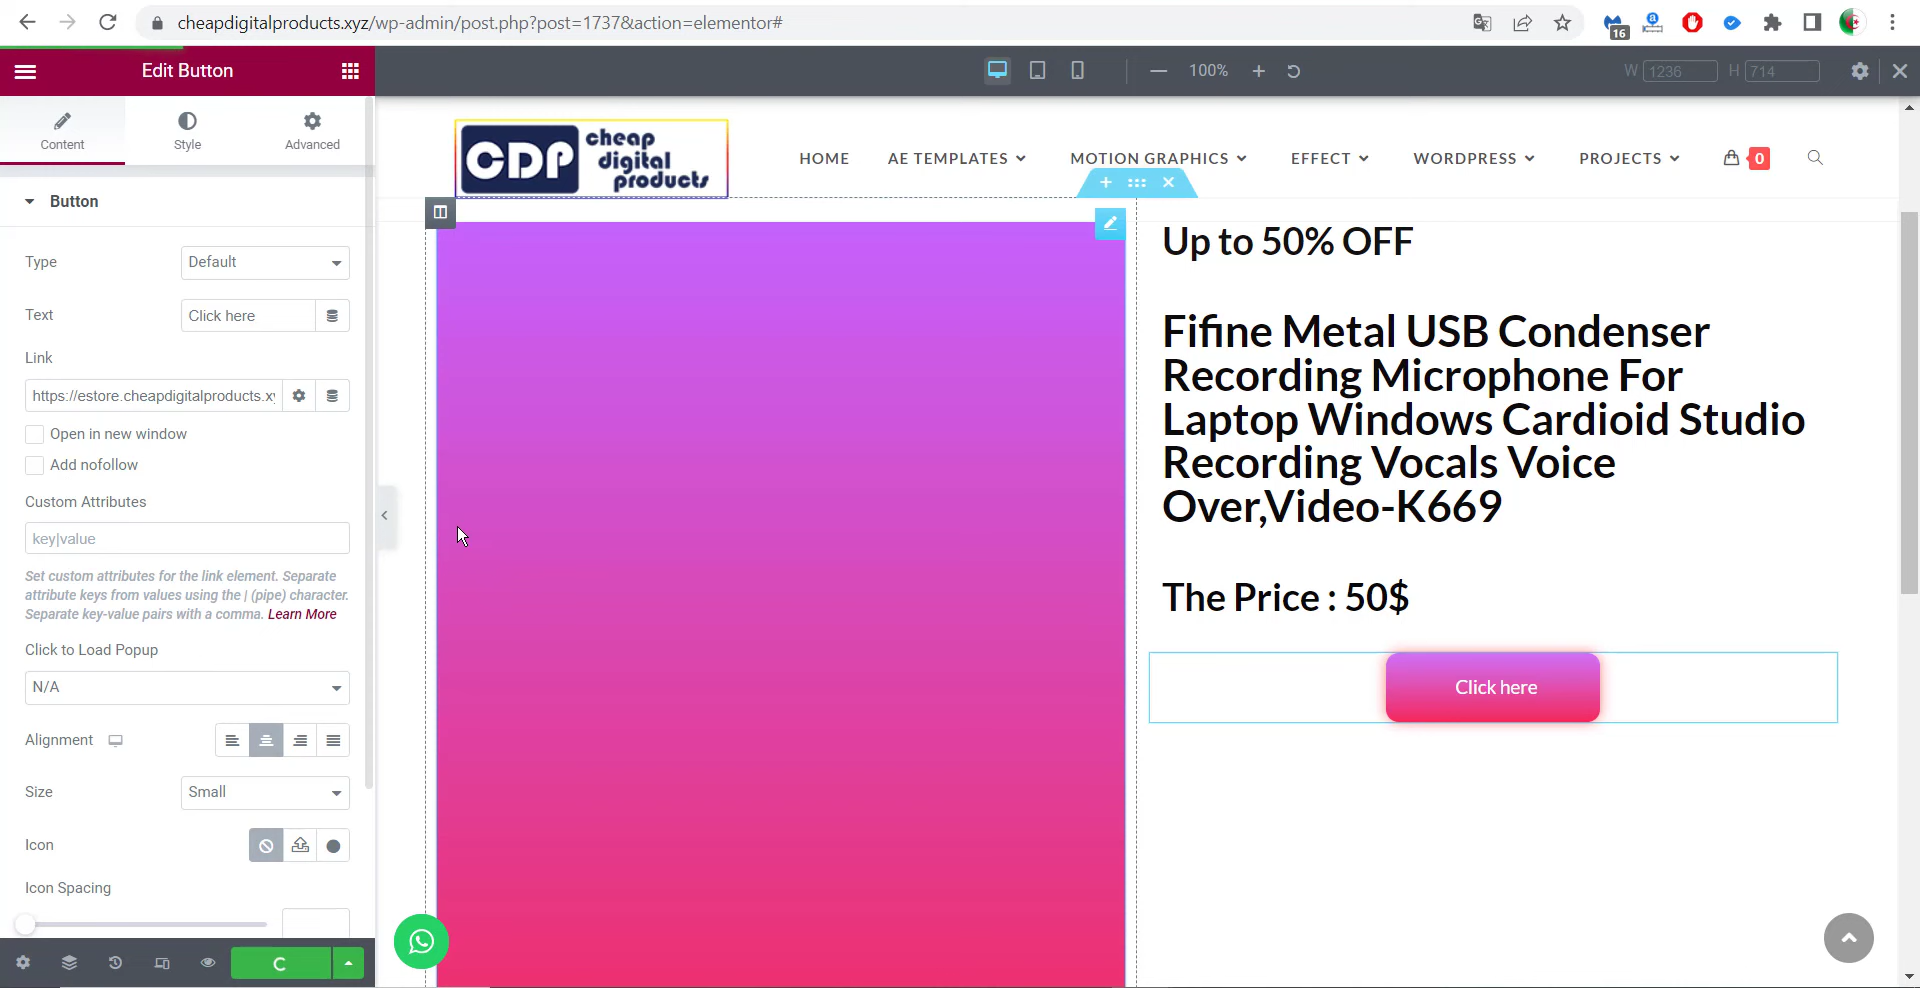 cheapdigitalproducts.xyz/wp-admin/post.php?post=1737&action=elementor#
16
Edit Button
100%
W 1236 H 714
Content
Style
Advanced
CDP cheap
digital
products
HOME AE TEMPLATES MOTION GRAPHICS EFFECT WORDPRESS PROJECTS 0
Button
Type Default
Text Click here
Link
https://estore.cheapdigitalproducts.xy
Open in new window
Add nofollow
Custom Attributes
key|value
Set custom attributes for the link element. Separate
attribute keys from values using the | (pipe) character.
Separate key-value pairs with a comma. Learn More
Click to Load Popup
N/A
Alignment
Size Small
Icon
Icon Spacing
Up to 50% OFF
Fifine Metal USB Condenser
Recording Microphone For
Laptop Windows Cardioid Studio
Recording Vocals Voice
Over,Video-K669
The Price : 50$
Click here